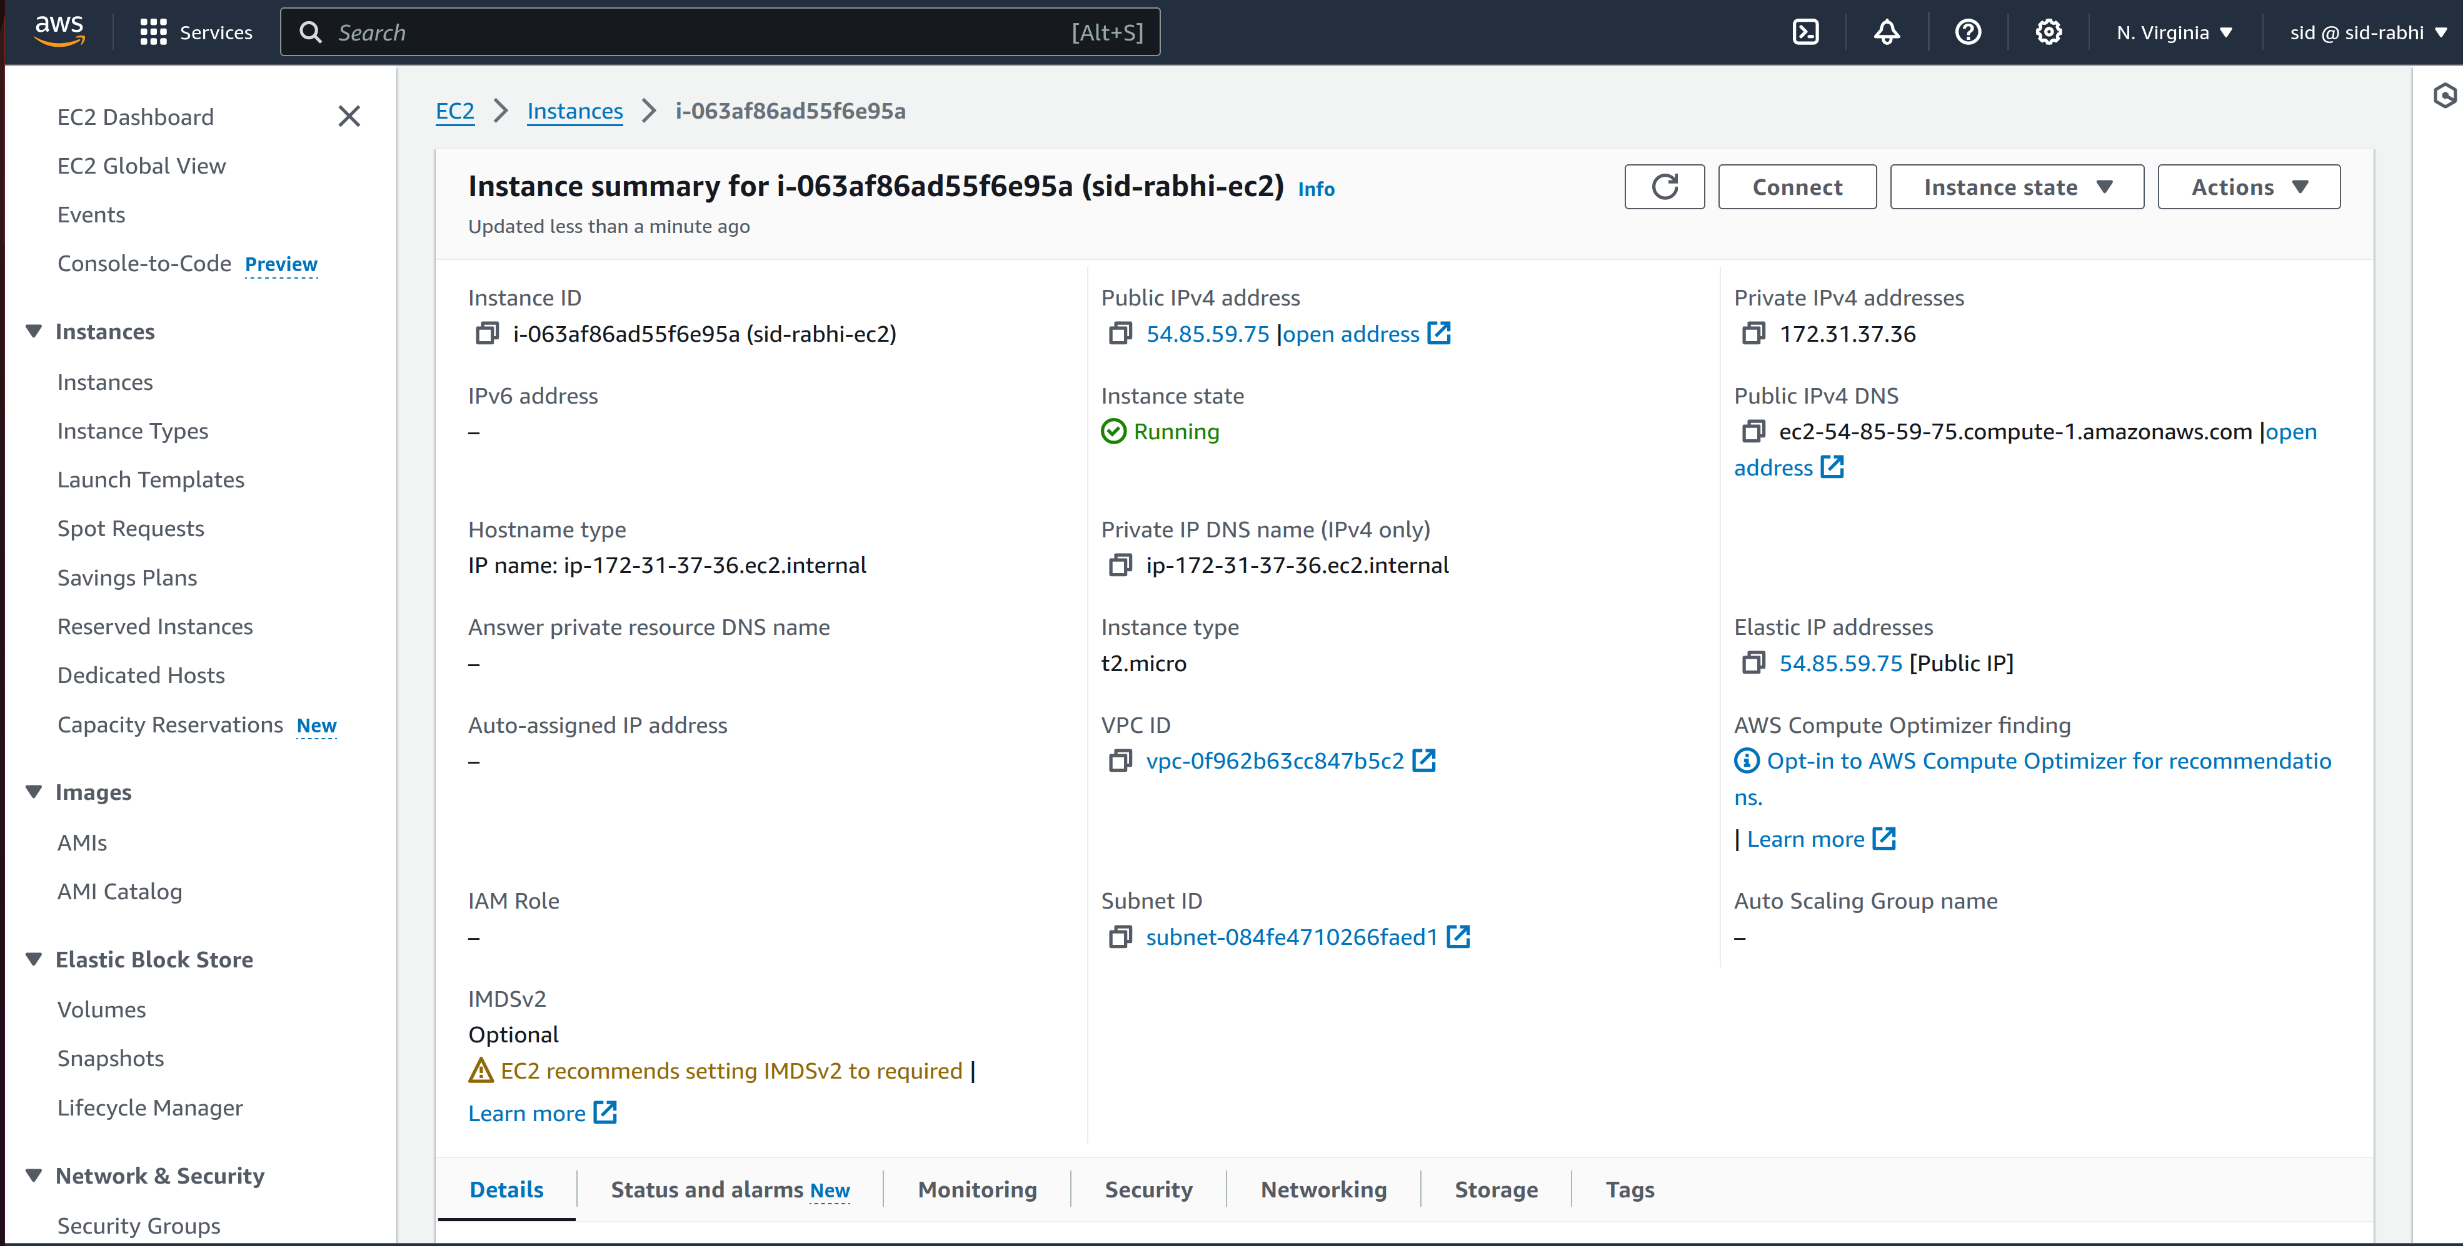 aws
Services
Search
[Alt+S]
N. Virginia
sid @ sid-rabhi
EC2 Dashboard
EC2 Global View
Events
Console-to-Code Preview
Instances
Instances
Instance Types
Launch Templates
Spot Requests
Savings Plans
Reserved Instances
Dedicated Hosts
Capacity Reservations New
Images
AMIs
AMI Catalog
Elastic Block Store
Volumes
Snapshots
Lifecycle Manager
Network & Security
Security Groups
EC2 > Instances > i-063af86ad55f6e95a
Instance summary for i-063af86ad55f6e95a (sid-rabhi-ec2) Info
Updated less than a minute ago
Connect
Instance state
Actions
Instance ID
i-063af86ad55f6e95a (sid-rabhi-ec2)
Public IPv4 address
54.85.59.75 |open address
Private IPv4 addresses
172.31.37.36
IPv6 address
–
Instance state
Running
Public IPv4 DNS
ec2-54-85-59-75.compute-1.amazonaws.com |open
address
Hostname type
IP name: ip-172-31-37-36.ec2.internal
Private IP DNS name (IPv4 only)
ip-172-31-37-36.ec2.internal
Answer private resource DNS name
–
Instance type
t2.micro
Elastic IP addresses
54.85.59.75 [Public IP]
Auto-assigned IP address
–
VPC ID
vpc-0f962b63cc847b5c2
AWS Compute Optimizer finding
Opt-in to AWS Compute Optimizer for recommendatio
ns.
| Learn more
IAM Role
–
Subnet ID
subnet-084fe4710266faed1
Auto Scaling Group name
–
IMDSv2
Optional
EC2 recommends setting IMDSv2 to required |
Learn more
Details
Status and alarms New
Monitoring
Security
Networking
Storage
Tags